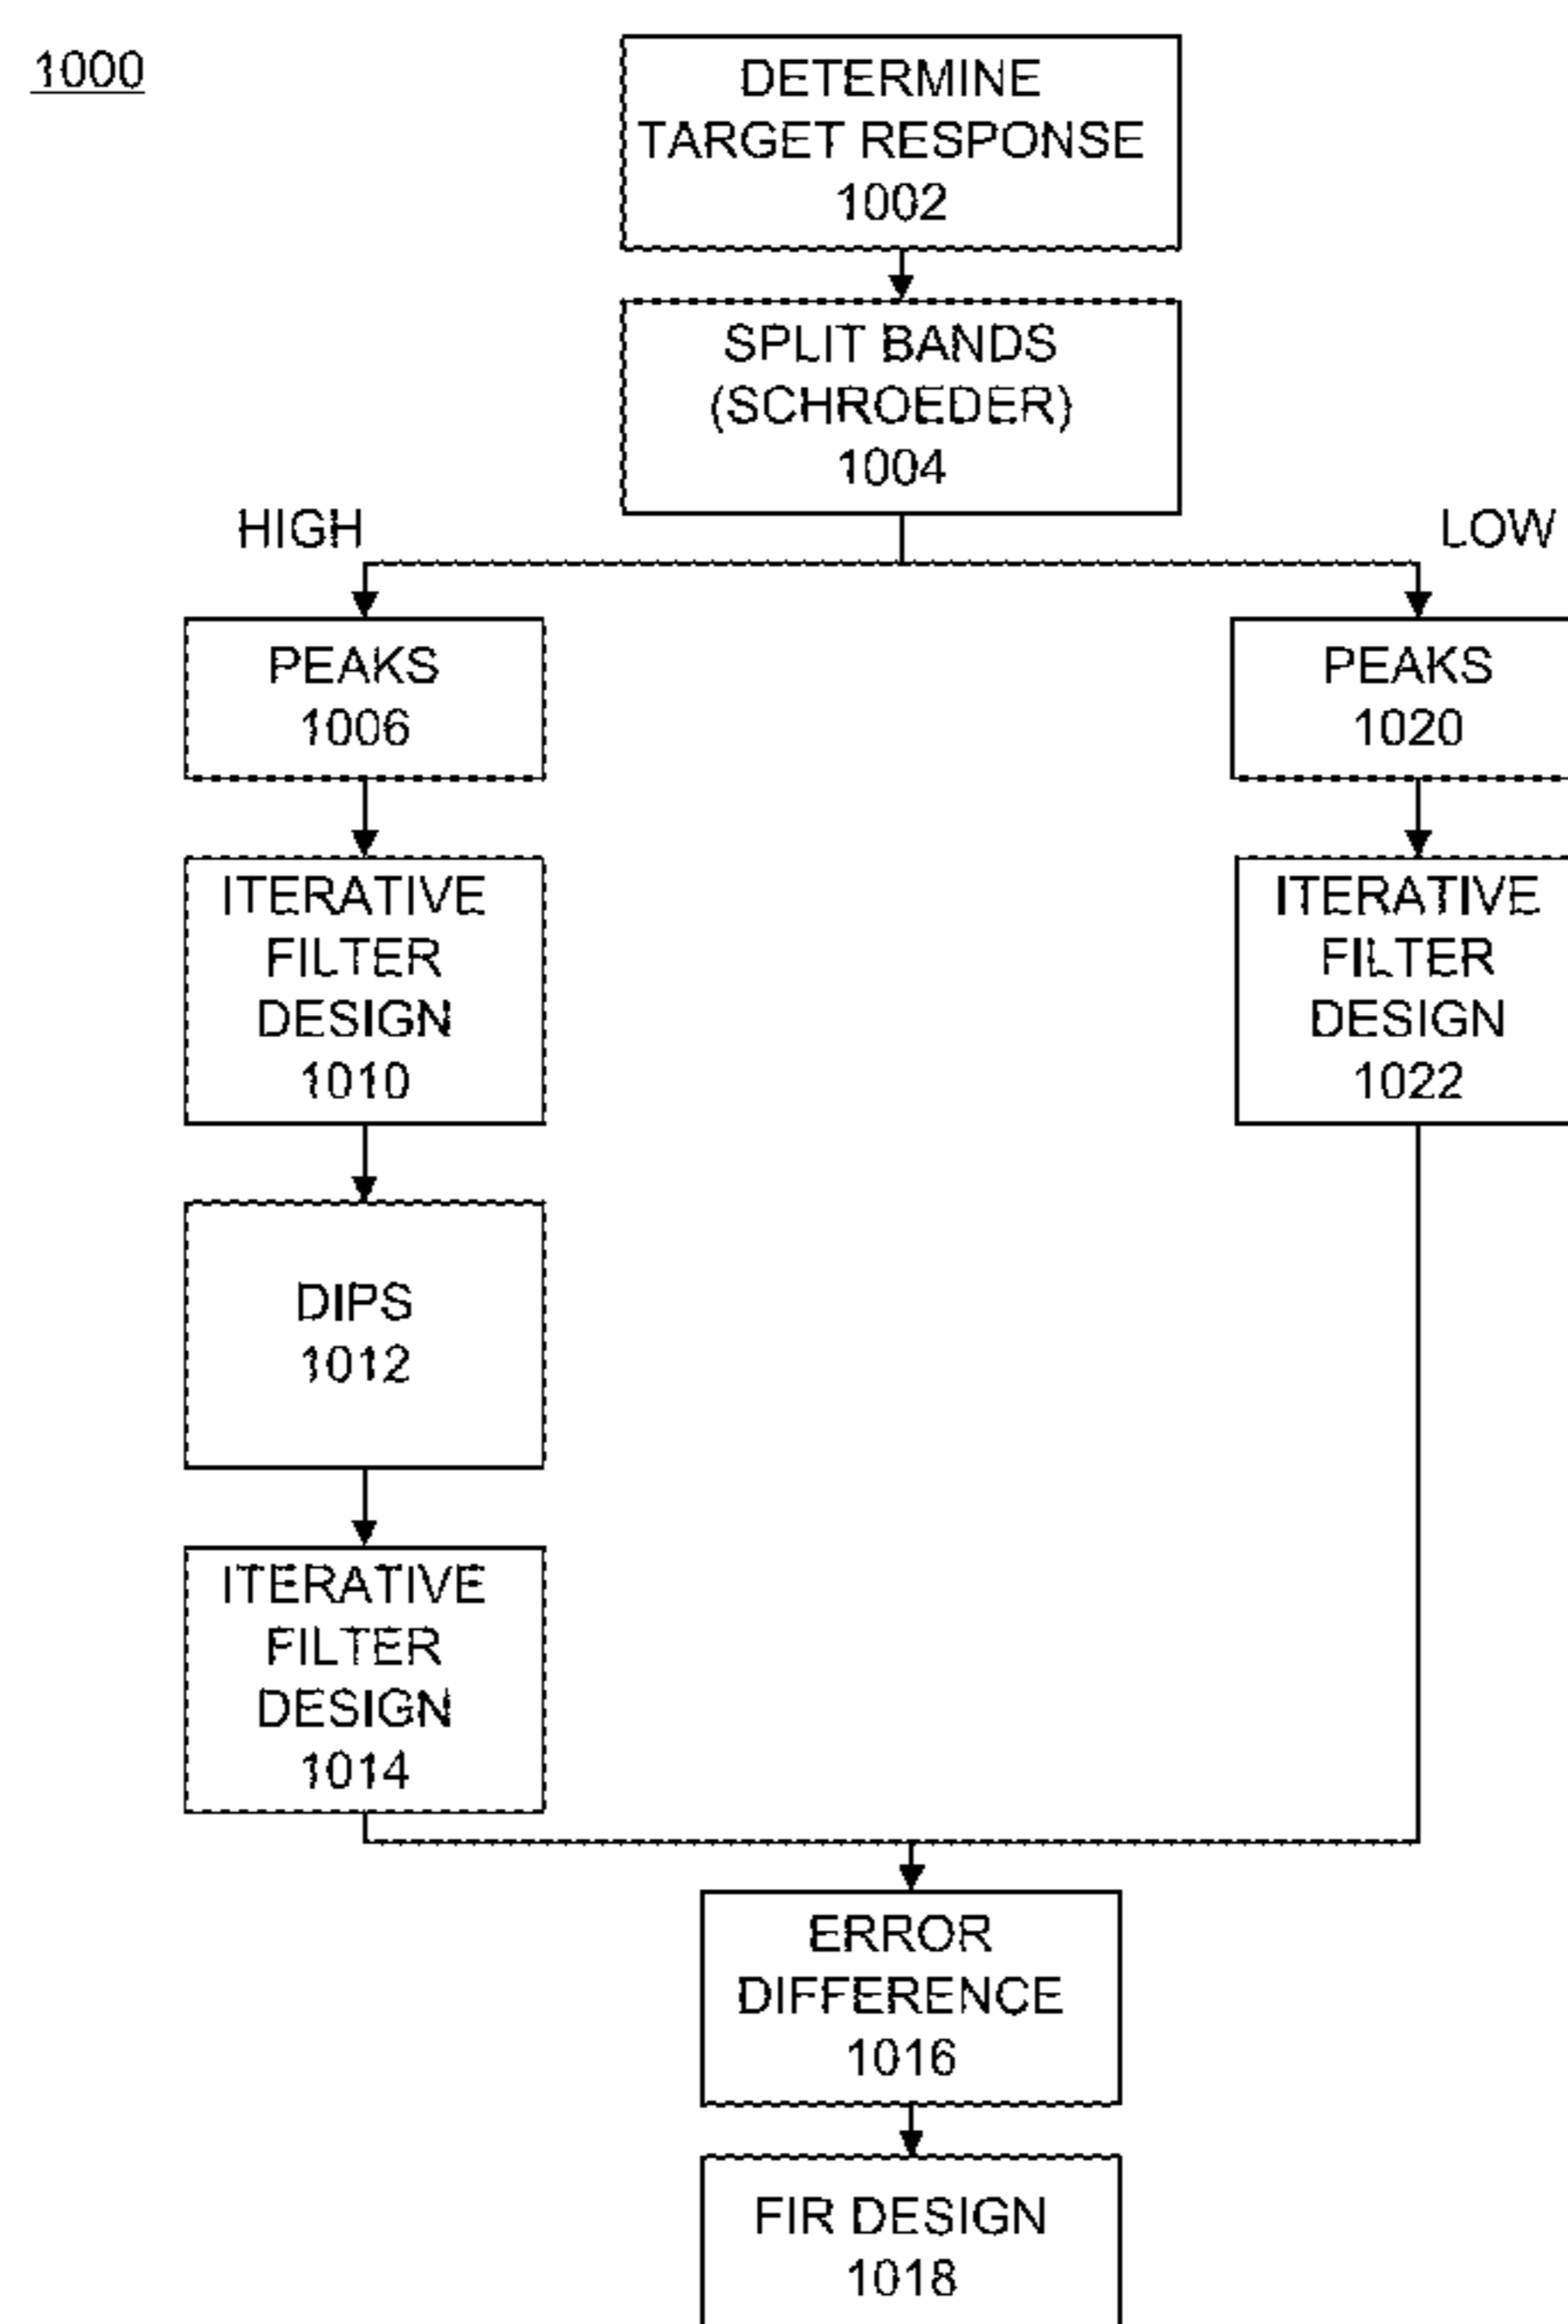 1000
DETERMINE
TARGET RESPONSE
1002
SPLIT BANDS
(SCHROEDER)
1004
HIGH
LOW
PEAKS
1006
PEAKS
1020
ITERATIVE
FILTER
DESIGN
1010
ITERATIVE
FILTER
DESIGN
1022
DIPS
1012
ITERATIVE
FILTER
DESIGN
1014
ERROR
DIFFERENCE
1016
FIR DESIGN
1018